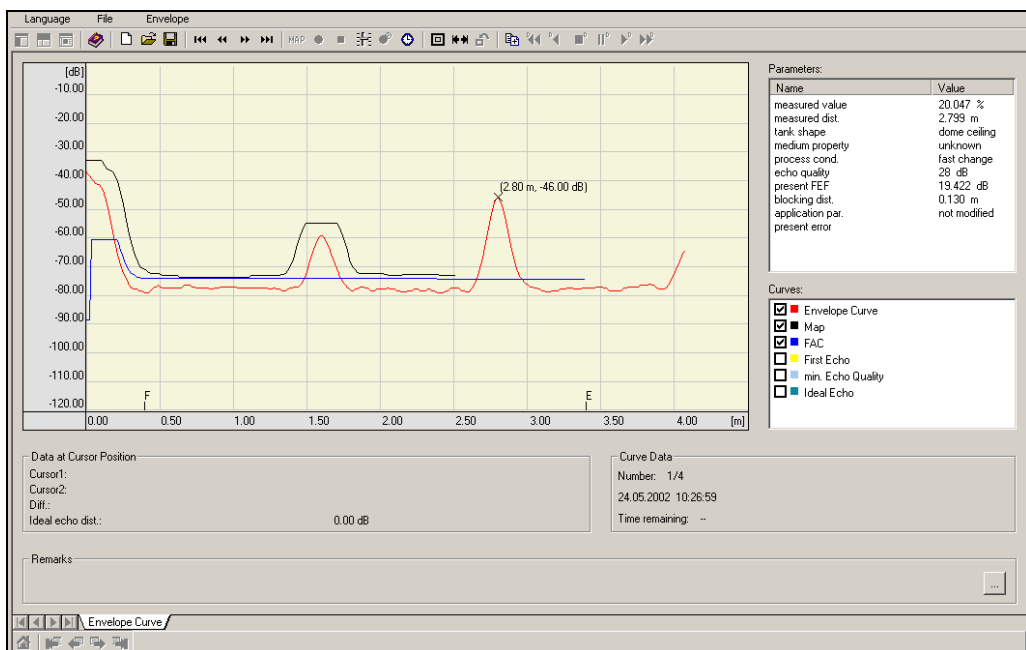 Language File Envelope
MAP
[dB]
-10.00
-20.00
-30.00
-40.00
-50.00
-60.00
-70.00
-80.00
-90.00
-100.00
-110.00
-120.00
(2.80 m, -46.00 dB)
F
E
0.00 0.50 1.00 1.50 2.00 2.50 3.00 3.50 4.00 [m]
Parameters:
Name Value
measured value 20.047 %
measured dist. 2.799 m
tank shape dome ceiling
medium property unknown
process cond. fast change
echo quality 28 dB
present FEF 19.422 dB
blocking dist. 0.130 m
application par. not modified
present error
Curves:
Envelope Curve
Map
FAC
First Echo
min. Echo Quality
Ideal Echo
Data at Cursor Position
Cursor1:
Cursor2:
Diff.:
Ideal echo dist.: 0.00 dB
Curve Data
Number: 1/4
24.05.2002 10:26:59
Time remaining: --
Remarks
...
Envelope Curve